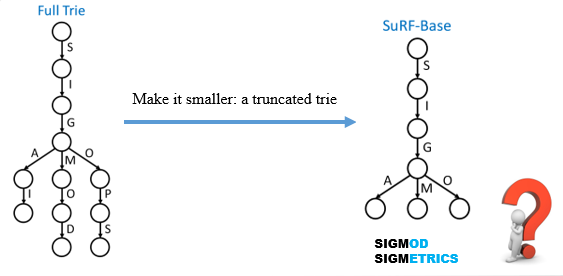 Full Trie
S
I
G
A M O
I O P
D S
Make it smaller: a truncated trie
SuRF-Base
S
I
G
A M O
SIGMOD
SIGMETRICS
?